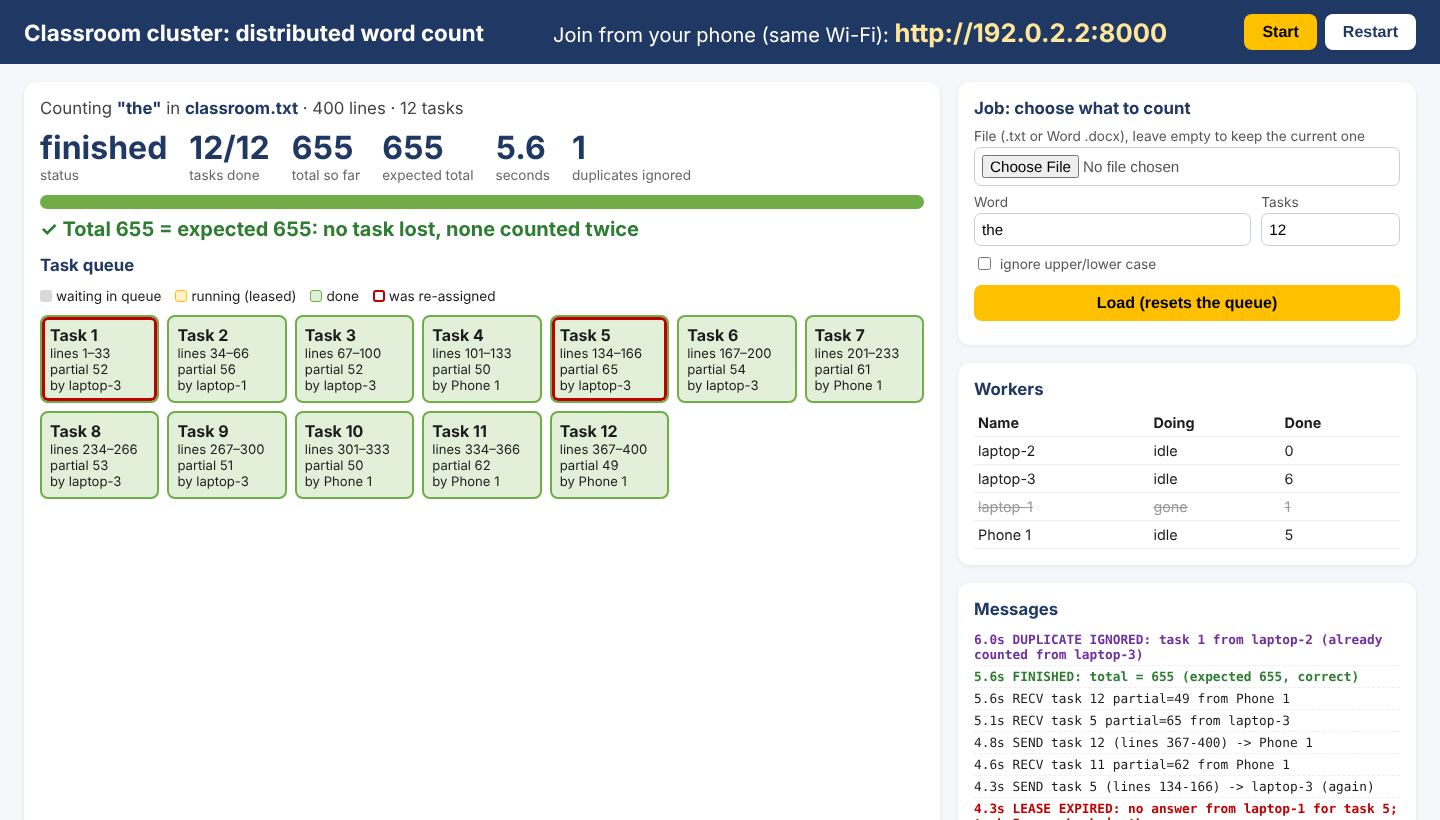 Classroom cluster: distributed word count
Join from your phone (same Wi-Fi): http://192.0.2.2:8000
Start
Restart
Counting "the" in classroom.txt · 400 lines · 12 tasks
finished 12/12 655 655 5.6 1
status tasks done total so far expected total seconds duplicates ignored
✓ Total 655 = expected 655: no task lost, none counted twice
Task queue
waiting in queue running (leased) done was re-assigned
Task 1
lines 1–33
partial 52
by laptop-3
Task 2
lines 34–66
partial 56
by laptop-1
Task 3
lines 67–100
partial 52
by laptop-3
Task 4
lines 101–133
partial 50
by Phone 1
Task 5
lines 134–166
partial 65
by laptop-3
Task 6
lines 167–200
partial 54
by laptop-3
Task 7
lines 201–233
partial 61
by Phone 1
Task 8
lines 234–266
partial 53
by laptop-3
Task 9
lines 267–300
partial 51
by laptop-3
Task 10
lines 301–333
partial 50
by Phone 1
Task 11
lines 334–366
partial 62
by Phone 1
Task 12
lines 367–400
partial 49
by Phone 1
Job: choose what to count
File (.txt or Word .docx), leave empty to keep the current one
Choose File No file chosen
Word Tasks
the 12
ignore upper/lower case
Load (resets the queue)
Workers
Name Doing Done
laptop-2 idle 0
laptop-3 idle 6
laptop-1 gone 1
Phone 1 idle 5
Messages
6.0s DUPLICATE IGNORED: task 1 from laptop-2 (already
counted from laptop-3)
5.6s FINISHED: total = 655 (expected 655, correct)
5.6s RECV task 12 partial=49 from Phone 1
5.1s RECV task 5 partial=65 from laptop-3
4.8s SEND task 12 (lines 367-400) -> Phone 1
4.6s RECV task 11 partial=62 from Phone 1
4.3s SEND task 5 (lines 134-166) -> laptop-3 (again)
4.3s LEASE EXPIRED: no answer from laptop-1 for task 5;